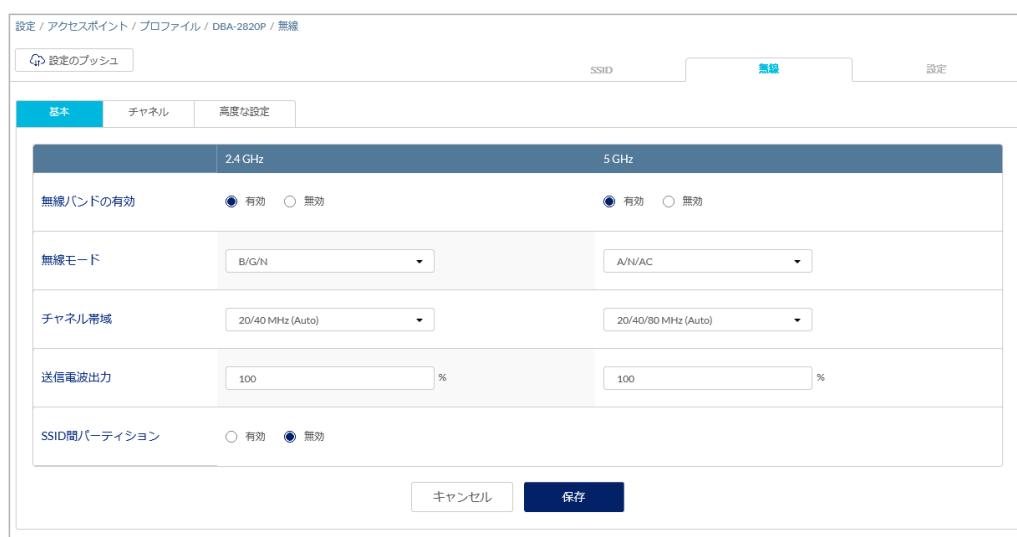 設定 / アクセスポイント / プロファイル / DBA-2820P / 無線
設定のプッシュ
SSID 無線 設定
基本 チャネル 高度な設定
2.4 GHz 5 GHz
無線バンドの有効 有効 無効 有効 無効
無線モード B/G/N A/N/AC
チャネル帯域 20/40 MHz (Auto) 20/40/80 MHz (Auto)
送信電波出力 100 % 100 %
SSID間パーティション 有効 無効
キャンセル 保存